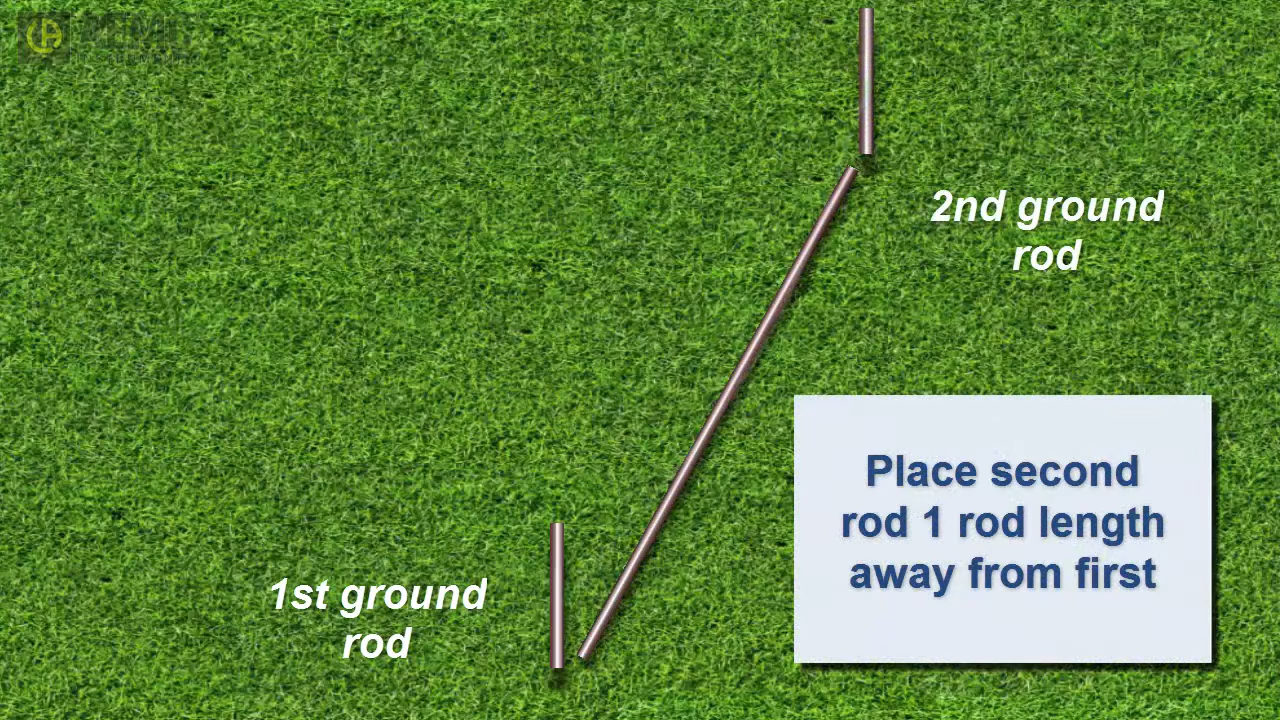 2nd ground
rod
Place second
rod 1 rod length
away from first
1st ground
rod